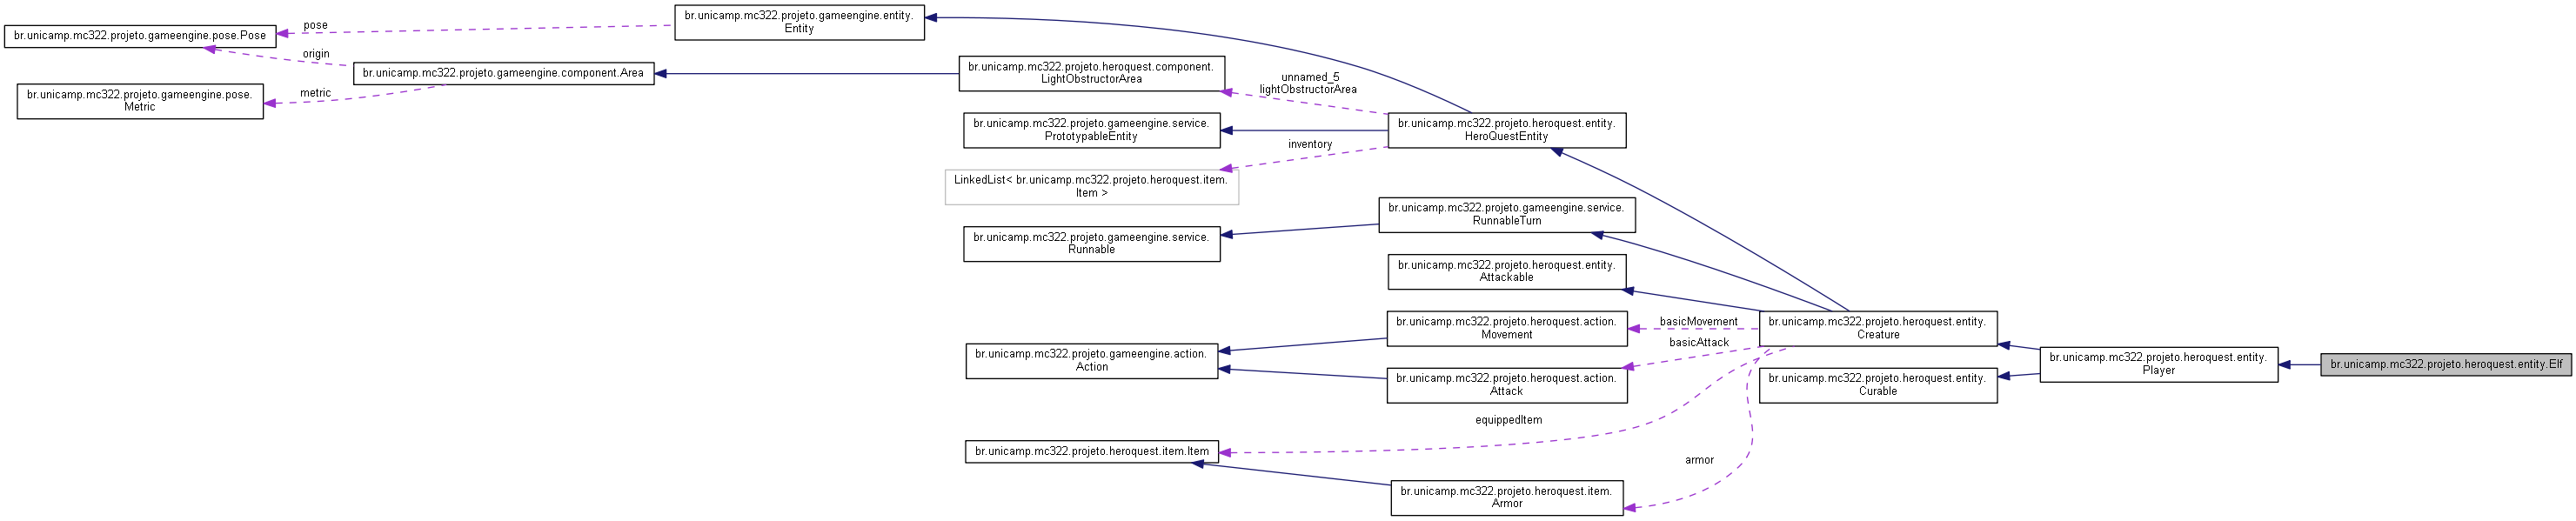 br.unicamp.mc322.projeto.gameengine.pose.Pose
br.unicamp.mc322.projeto.gameengine.pose.
Metric
pose
origin
metric
br.unicamp.mc322.projeto.gameengine.component.Area
br.unicamp.mc322.projeto.gameengine.entity.
Entity
br.unicamp.mc322.projeto.heroquest.component.
LightObstructorArea
br.unicamp.mc322.projeto.gameengine.service.
PrototypableEntity
LinkedList< br.unicamp.mc322.projeto.heroquest.item.
Item >
br.unicamp.mc322.projeto.gameengine.service.
Runnable
br.unicamp.mc322.projeto.gameengine.action.
Action
br.unicamp.mc322.projeto.heroquest.item.Item
unnamed_5
lightObstructorArea
inventory
br.unicamp.mc322.projeto.heroquest.entity.
HeroQuestEntity
br.unicamp.mc322.projeto.gameengine.service.
RunnableTurn
br.unicamp.mc322.projeto.heroquest.entity.
Attackable
br.unicamp.mc322.projeto.heroquest.action.
Movement
br.unicamp.mc322.projeto.heroquest.action.
Attack
equippedItem
br.unicamp.mc322.projeto.heroquest.item.
Armor
basicMovement
basicAttack
armor
br.unicamp.mc322.projeto.heroquest.entity.
Creature
br.unicamp.mc322.projeto.heroquest.entity.
Curable
br.unicamp.mc322.projeto.heroquest.entity.
Player
br.unicamp.mc322.projeto.heroquest.entity.Elf